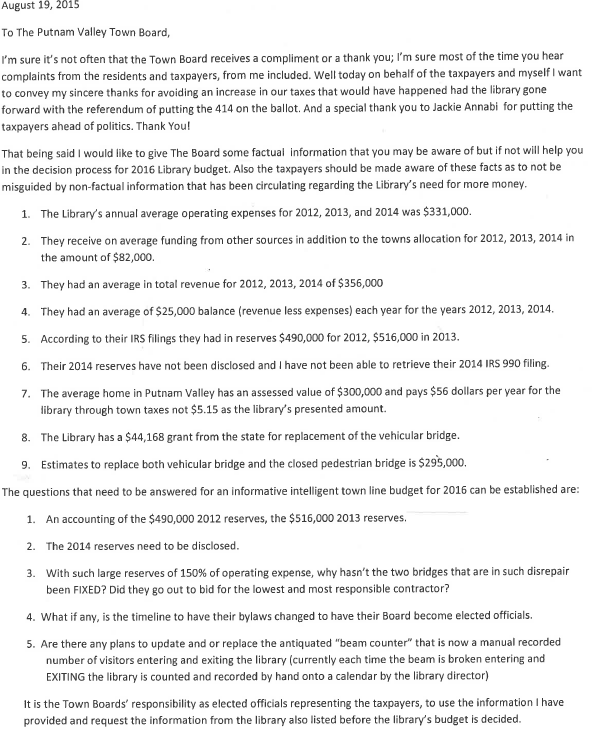 August 19, 2015
To The Putnam Valley Town Board,
I'm sure it's not often that the Town Board receives a compliment or a thank you; I'm sure most of the time you hear
complaints from the residents and taxpayers, from me included. Well today on behalf of the taxpayers and myself I want
to convey my sincere thanks for avoiding an increase in our taxes that would have happened had the library gone
forward with the referendum of putting the 414 on the ballot. And a special thank you to Jackie Annabi for putting the
taxpayers ahead of politics. Thank You!
That being said I would like to give The Board some factual information that you may be aware of but if not will help you
in the decision process for 2016 Library budget. Also the taxpayers should be made aware of these facts as to not be
misguided by non-factual information that has been circulating regarding the Library's need for more money.
1. The Library's annual average operating expenses for 2012, 2013, and 2014 was $331,000.
2. They receive on average funding from other sources in addition to the towns allocation for 2012, 2013, 2014 in
the amount of $82,000.
3. They had an average in total revenue for 2012, 2013, 2014 of $356,000
4. They had an average of $25,000 balance (revenue less expenses) each year for the years 2012, 2013, 2014.
5. According to their IRS filings they had in reserves $490,000 for 2012, $516,000 in 2013.
6. Their 2014 reserves have not been disclosed and I have not been able to retrieve their 2014 IRS 990 filing.
7. The average home in Putnam Valley has an assessed value of $300,000 and pays $56 dollars per year for the
library through town taxes not $5.15 as the library's presented amount.
8. The Library has a $44,168 grant from the state for replacement of the vehicular bridge.
9. Estimates to replace both vehicular bridge and the closed pedestrian bridge is $295,000.
The questions that need to be answered for an informative intelligent town line budget for 2016 can be established are:
1. An accounting of the $490,000 2012 reserves, the $516,000 2013 reserves.
2. The 2014 reserves need to be disclosed.
3. With such large reserves of 150% of operating expense, why hasn't the two bridges that are in such disrepair
been FIXED? Did they go out to bid for the lowest and most responsible contractor?
4. What if any, is the timeline to have their bylaws changed to have their Board become elected officials.
5. Are there any plans to update and or replace the antiquated "beam counter" that is now a manual recorded
number of visitors entering and exiting the library (currently each time the beam is broken entering and
EXITING the library is counted and recorded by hand onto a calendar by the library director)
It is the Town Boards' responsibility as elected officials representing the taxpayers, to use the information I have
provided and request the information from the library also listed before the library's budget is decided.